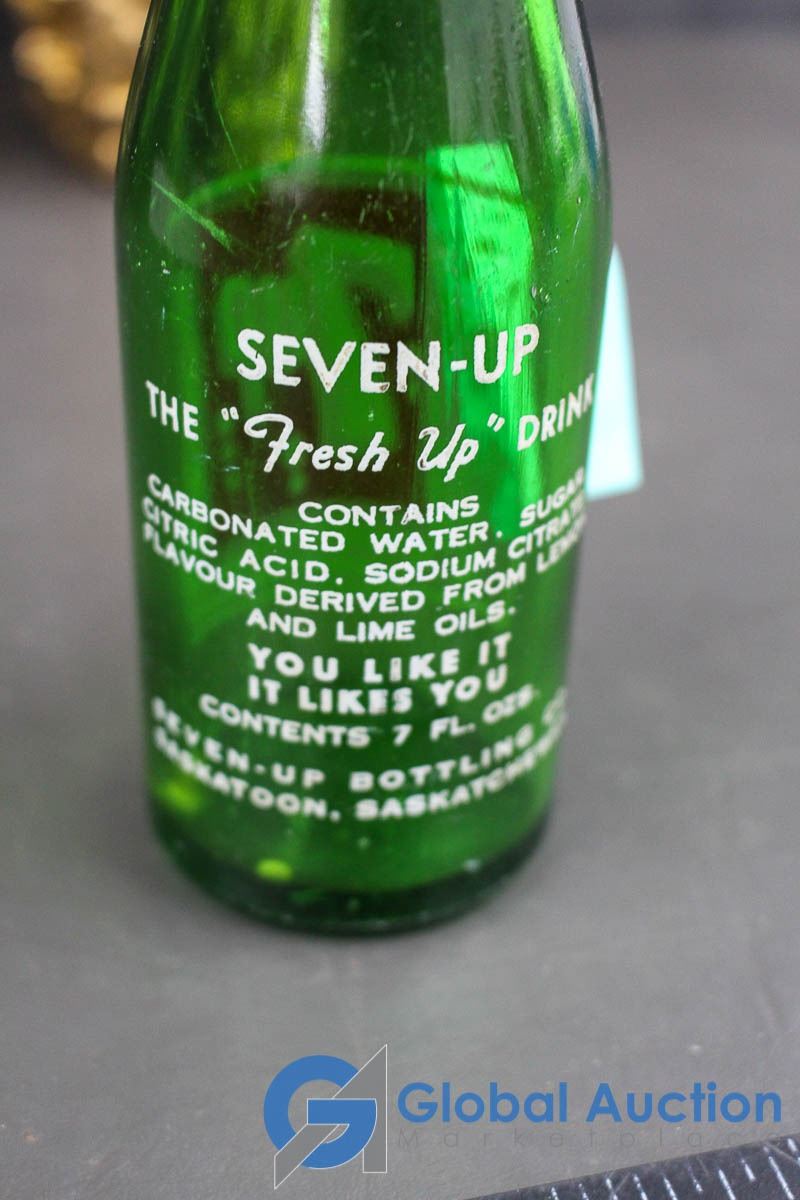 SEVEN-UP
THE "Fresh Up" DRINK
CONTAINS
CARBONATED WATER, SUGAR
CITRIC ACID, SODIUM CITRATE
FLAVOUR DERIVED FROM LEMON
AND LIME OILS.
YOU LIKE IT
IT LIKES YOU
CONTENTS 7 FL. OZS.
SEVEN-UP BOTTLING CO.
SASKATOON, SASKATCHEWAN
Global Auction
Marketplace